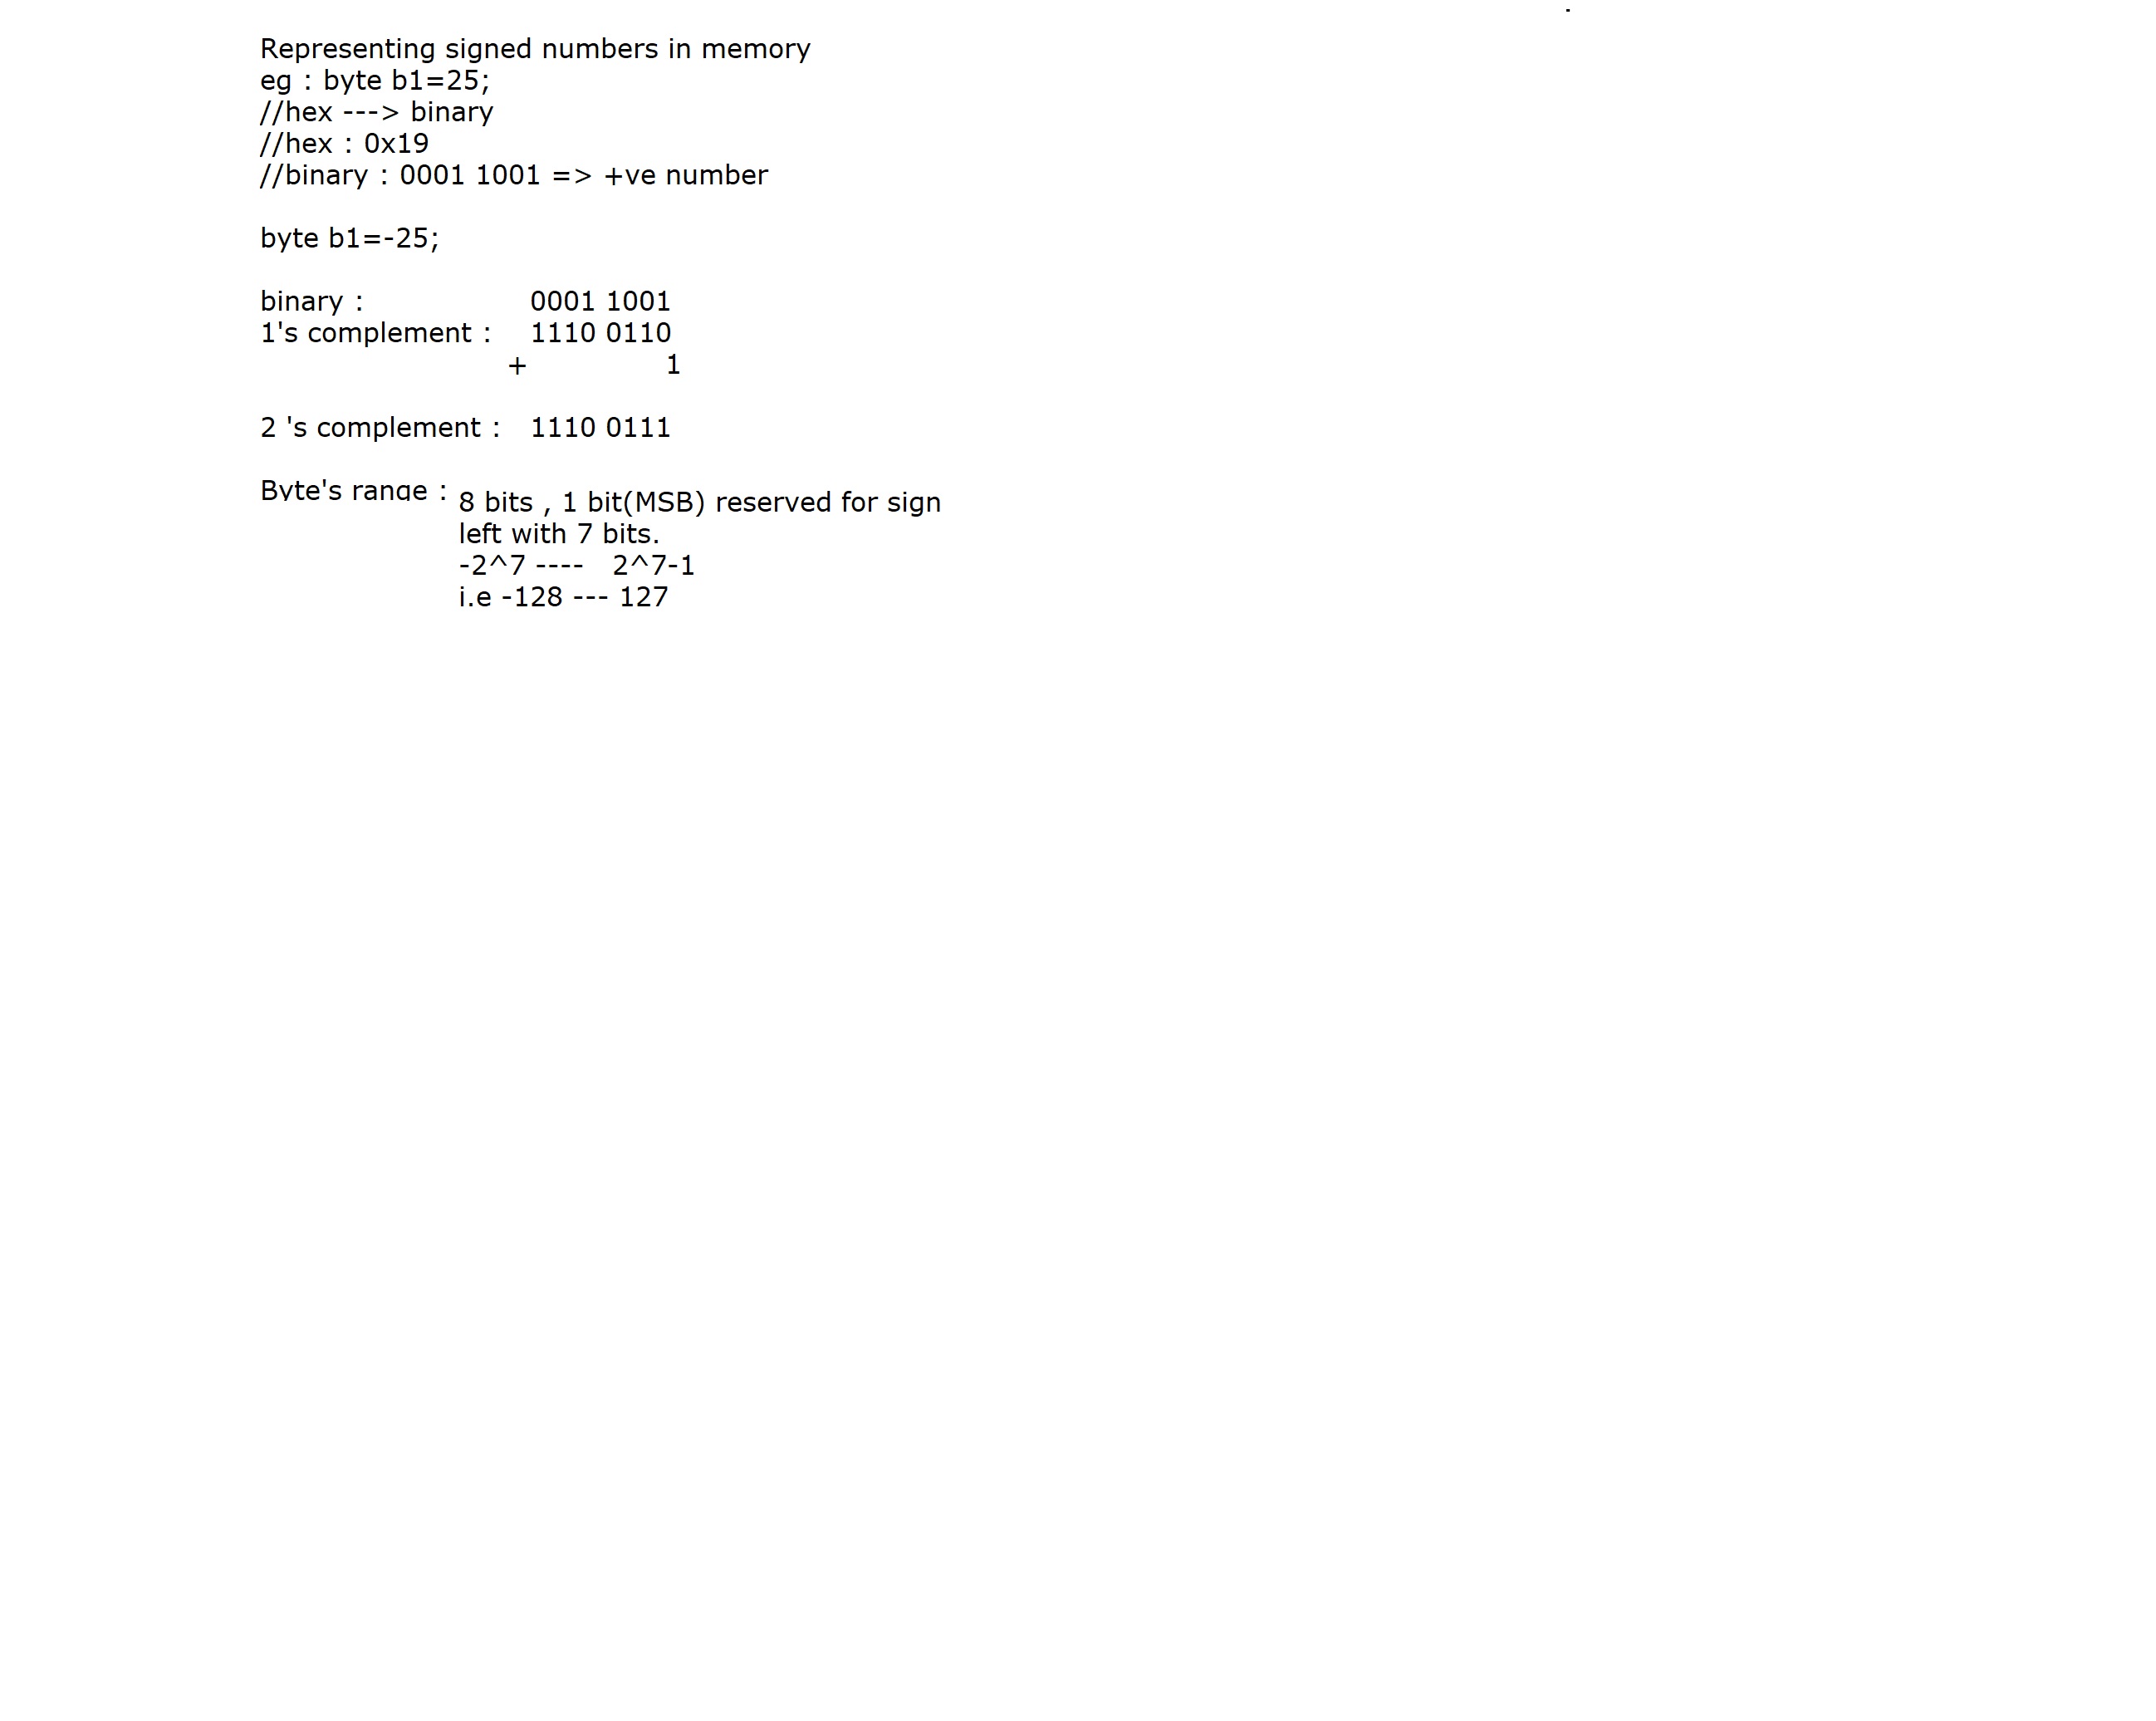 Representing signed numbers in memory
eg : byte b1=25;
//hex ---> binary
//hex : 0x19
//binary : 0001 1001 => +ve number
byte b1=-25;
binary : 0001 1001
1's complement : 1110 0110
+ 1
2 's complement : 1110 0111
Byte's range :
8 bits , 1 bit(MSB) reserved for sign
left with 7 bits.
-2^7 ---- 2^7-1
i.e -128 --- 127